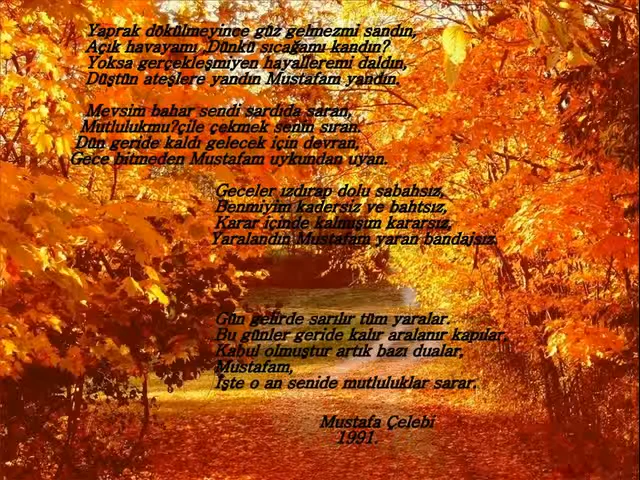 Yaprak dökülmeyince güz gelmezmi sandın,
Açık havayamı ,Dünkü sıcağamı kandın?
Yoksa gerçekleşmiyen hayalleremi daldın,
Düştün ateşlere yandın Mustafam yandın.
Mevsim bahar sendi sardıda saran,
Mutlulukmu?çile çekmek senin sıran.
Dün geride kaldı gelecek için devran,
Gece bitmeden Mustafam uykundan uyan.
Geceler ızdırap dolu sabahsız,
Benmiyim kadersiz ve bahtsız,
Karar içinde kalmışım kararsız,
Yaralandın Mustafam yaran bandajsız.
Gün gelirde sarılır tüm yaralar.
Bu günler geride kalır aralanır kapılar,
Kabul olmuştur artık bazı dualar,
Mustafam,
İşte o an senide mutluluklar sarar.
Mustafa Çelebi
1991.